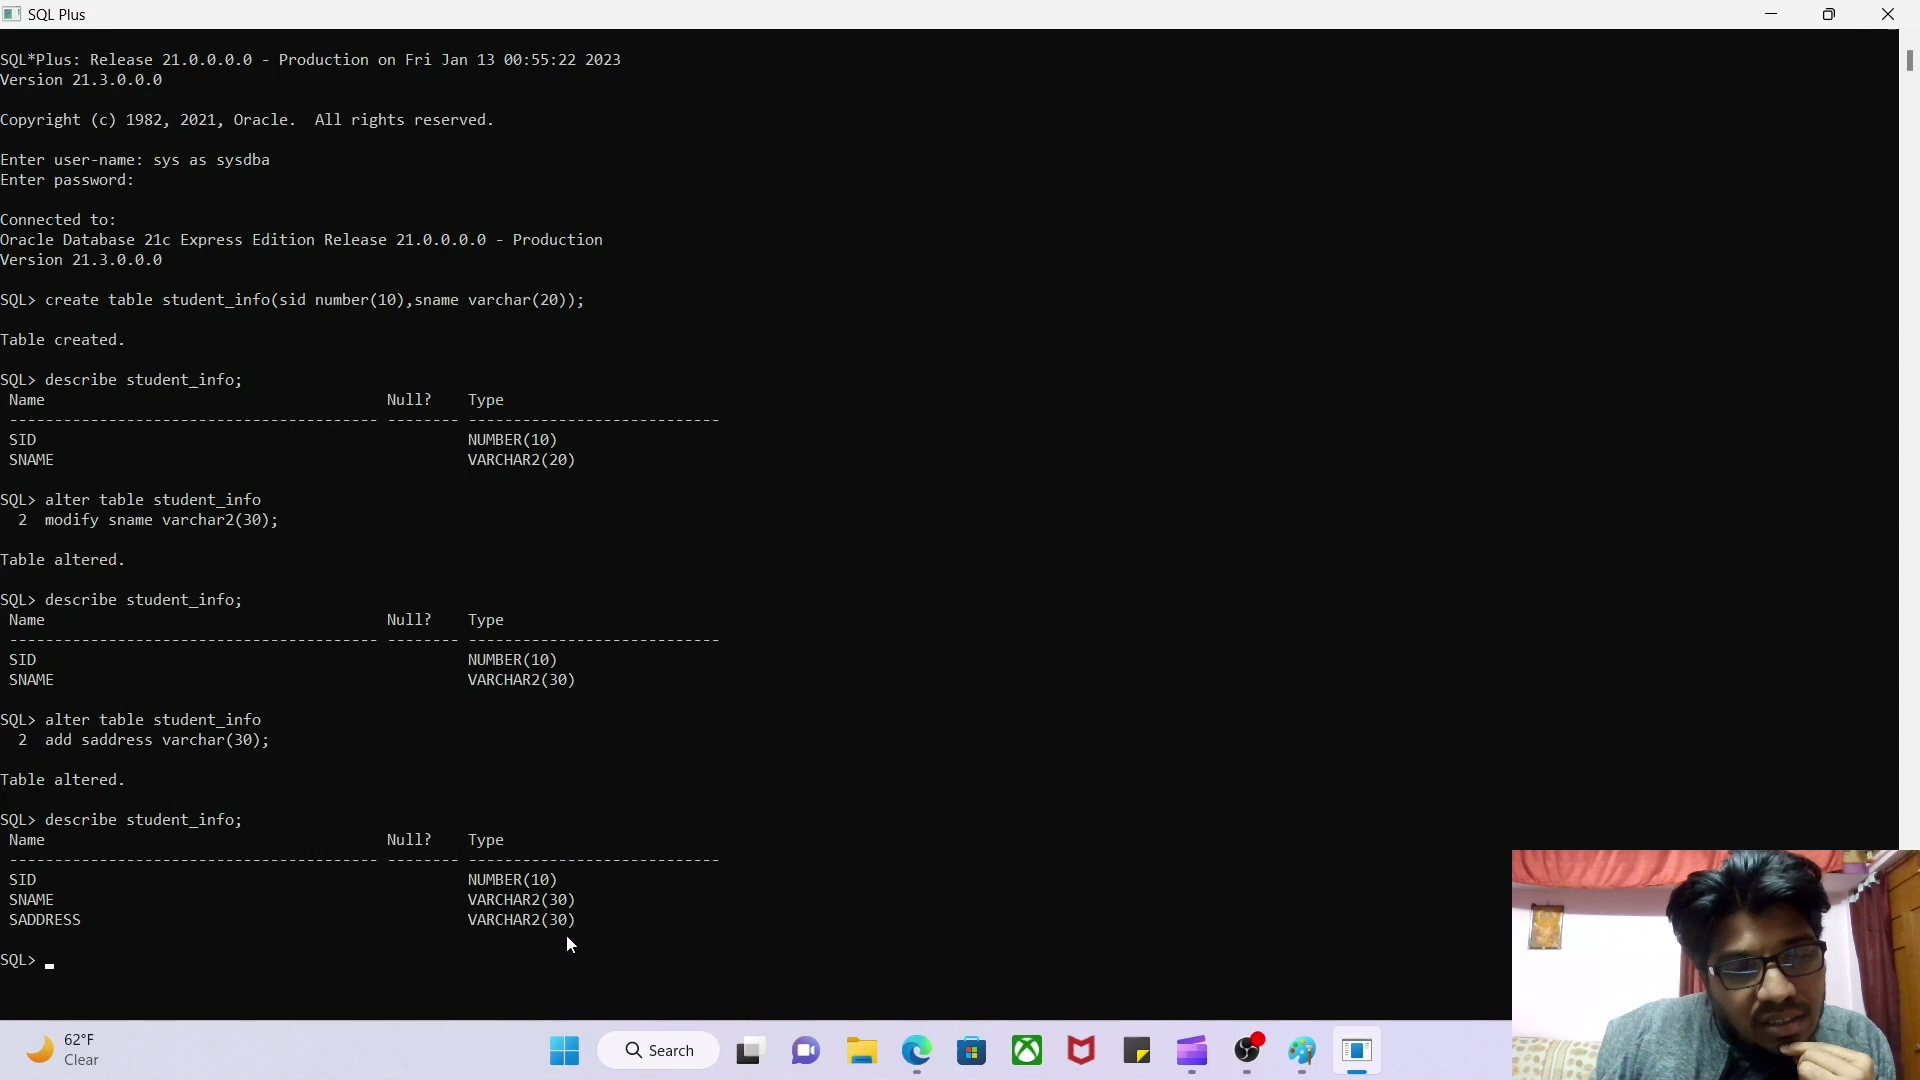 SQL Plus
SQL*Plus: Release 21.0.0.0.0 - Production on Fri Jan 13 00:55:22 2023
Version 21.3.0.0.0
Copyright (c) 1982, 2021, Oracle.  All rights reserved.
Enter user-name: sys as sysdba
Enter password:
Connected to:
Oracle Database 21c Express Edition Release 21.0.0.0.0 - Production
Version 21.3.0.0.0
SQL> create table student_info(sid number(10),sname varchar(20));
Table created.
SQL> describe student_info;
Name Null? Type
----------------------------------------- -------- ----------------------------
SID NUMBER(10)
SNAME VARCHAR2(20)
SQL> alter table student_info
2 modify sname varchar2(30);
Table altered.
SQL> describe student_info;
Name Null? Type
----------------------------------------- -------- ----------------------------
SID NUMBER(10)
SNAME VARCHAR2(30)
SQL> alter table student_info
2 add saddress varchar(30);
Table altered.
SQL> describe student_info;
Name Null? Type
----------------------------------------- -------- ----------------------------
SID NUMBER(10)
SNAME VARCHAR2(30)
SADDRESS VARCHAR2(30)
SQL>
62°F
Clear
Search